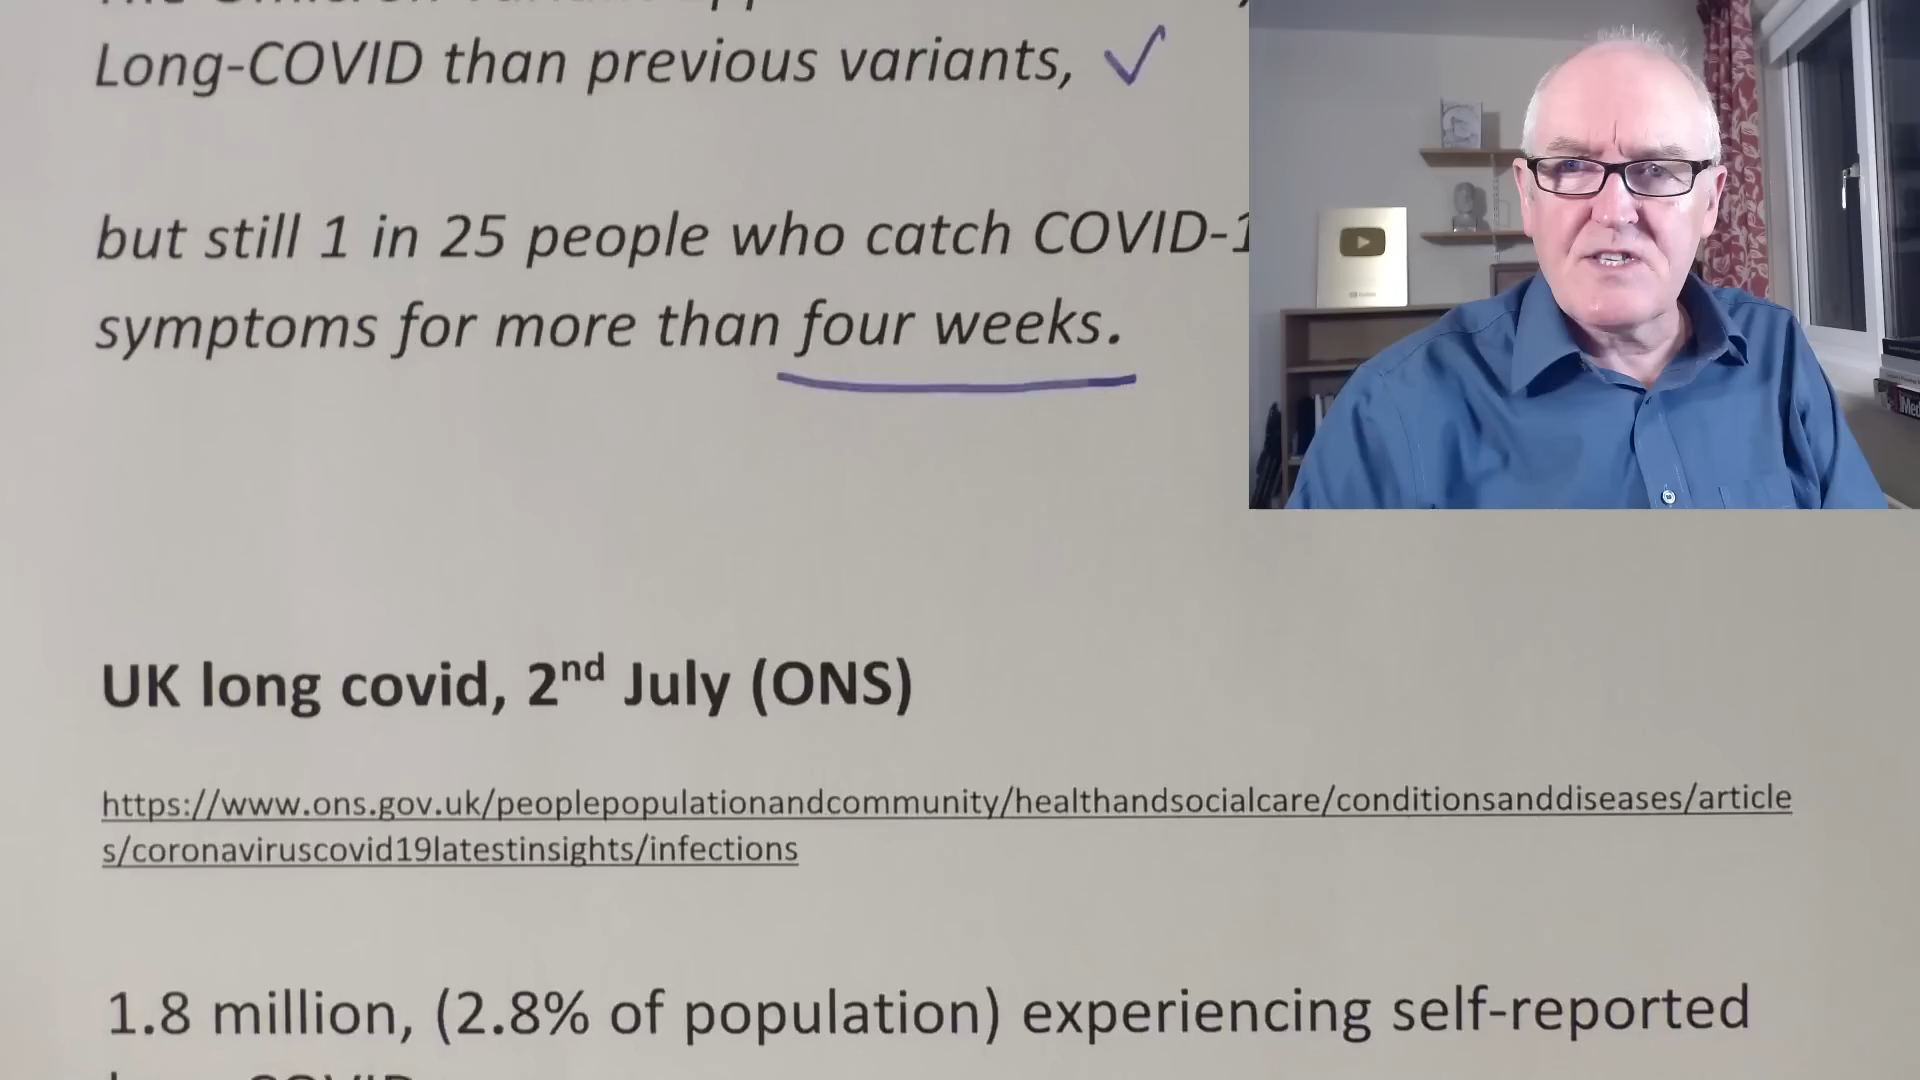 Long-COVID than previous variants,
but still 1 in 25 people who catch COVID-1
symptoms for more than four weeks.
UK long covid, 2nd July (ONS)
https://www.ons.gov.uk/peoplepopulationandcommunity/healthandsocialcare/conditionsanddiseases/article
s/coronaviruscovid19latestinsights/infections
1.8 million, (2.8% of population) experiencing self-reported